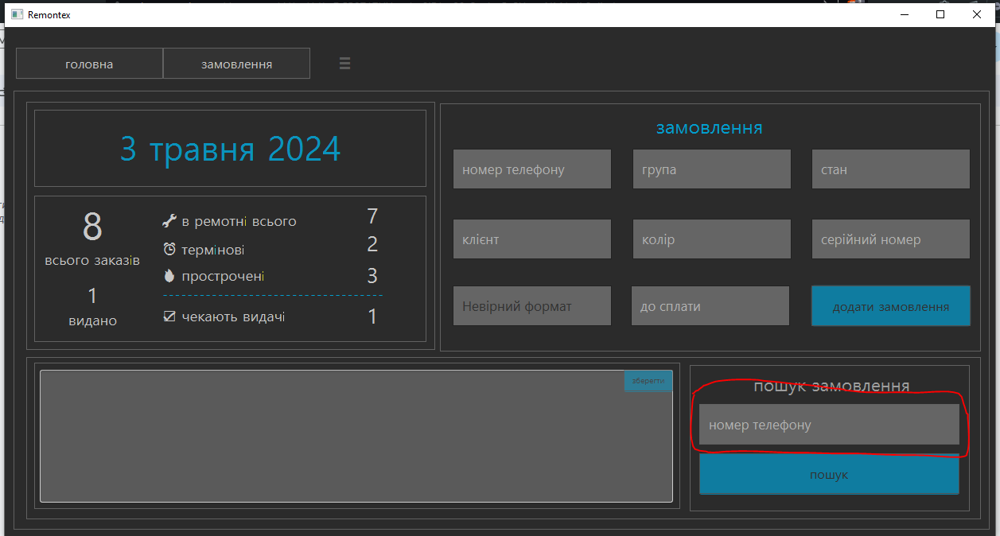 Remontex
головна
замовлення
3 травня 2024
8
всього заказів
1
видано
в ремотні всього 7
термінові 2
прострочені 3
чекають видачі 1
замовлення
номер телефону
група
стан
клієнт
колір
серійний номер
Невірний формат
до сплати
додати замовлення
зберегти
пошук замовлення
номер телефону
пошук